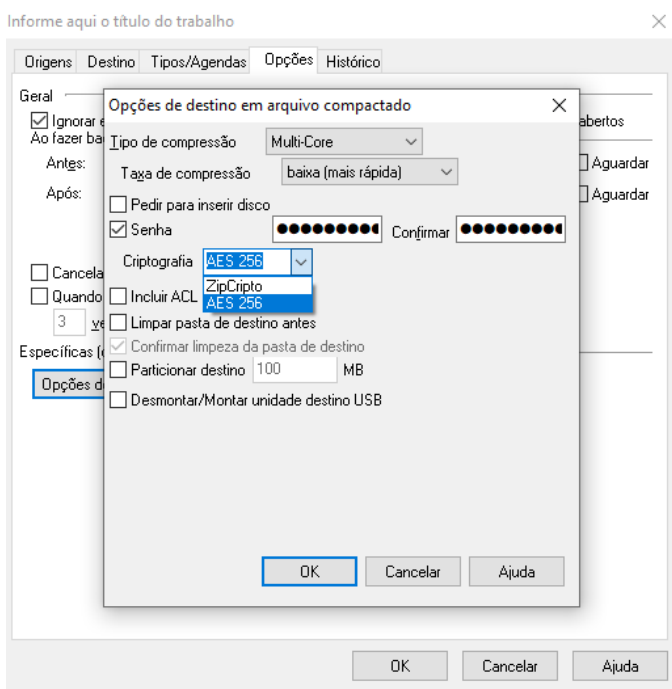 Informe aqui o título do trabalho
Origens Destino Tipos/Agendas Opções Histórico
Geral
Opções de destino em arquivo compactado
Ignorar e abertos
Ao fazer ba
Tipo de compressão Multi-Core
Antes: Aguardar
Taxa de compressão baixa (mais rápida)
Após: Aguardar
Pedir para inserir disco
Senha Confirmar
Criptografia AES 256
Cancela
ZipCripto
Quando Incluir ACL AES 256
3 ve Limpar pasta de destino antes
Confirmar limpeza da pasta de destino
Específicas (
Particionar destino 100 MB
Opções d
Desmontar/Montar unidade destino USB
OK Cancelar Ajuda
OK Cancelar Ajuda